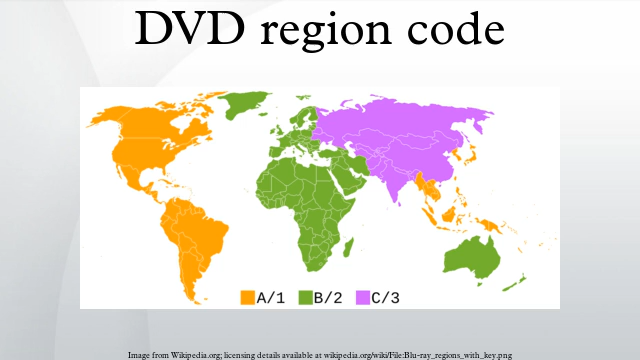 DVD region code
A/1 B/2 C/3
Image from Wikipedia.org; licensing details available at wikipedia.org/wiki/File:Blu-ray_regions_with_key.png